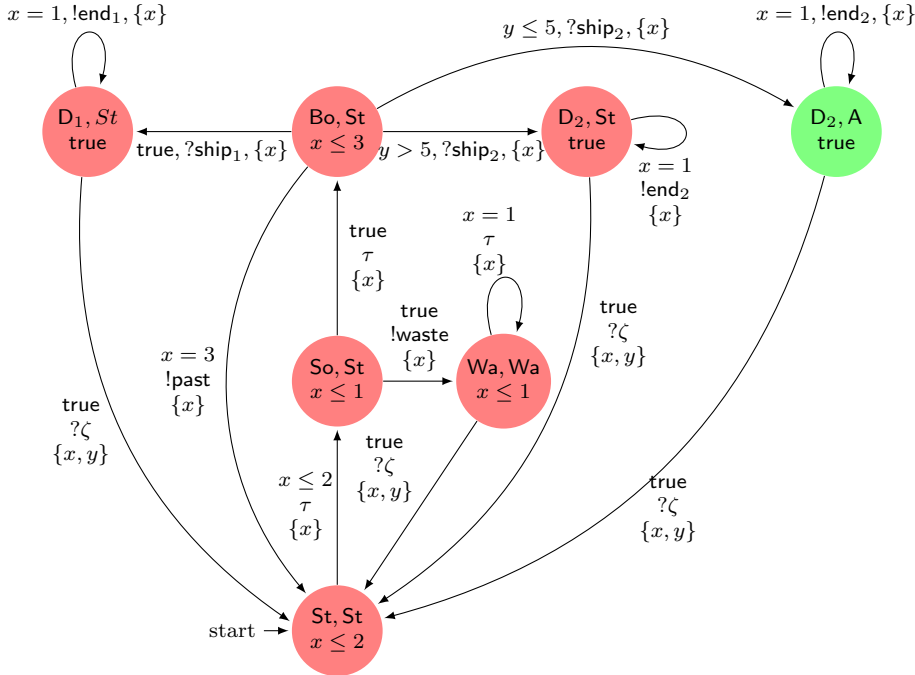 x = 1, !end₁, {x}
x = 1, !end₂, {x}
y ≤ 5, ?ship₂, {x}
D₁, St
true
Bo, St
x ≤ 3
D₂, St
true
D₂, A
true
true, ?ship₁, {x}
y > 5, ?ship₂, {x}
x = 1
!end₂
{x}
x = 1
τ
{x}
true
τ
{x}
true
!waste
{x}
true
?ζ
{x, y}
x = 3
!past
{x}
So, St
x ≤ 1
Wa, Wa
x ≤ 1
true
?ζ
{x, y}
true
?ζ
{x, y}
x ≤ 2
τ
{x}
true
?ζ
{x, y}
St, St
x ≤ 2
start